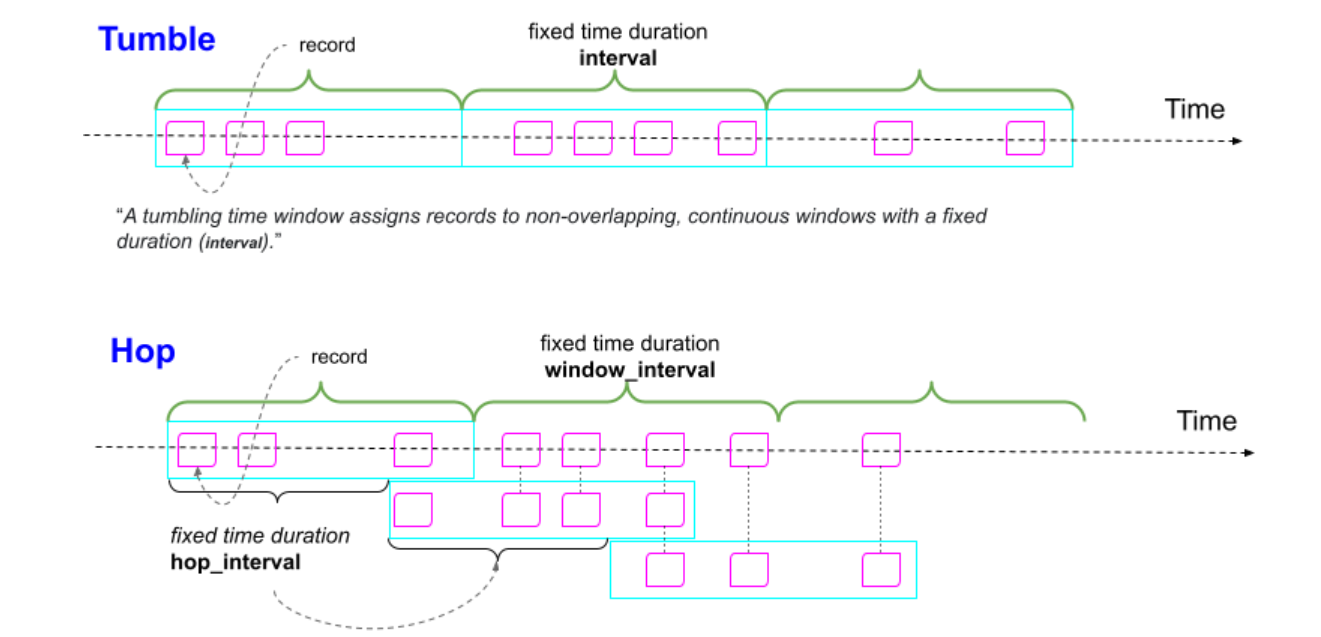 Tumble
record
fixed time duration
interval
Time
“A tumbling time window assigns records to non-overlapping, continuous windows with a fixed
duration (interval).”
Hop
record
fixed time duration
window_interval
Time
fixed time duration
hop_interval